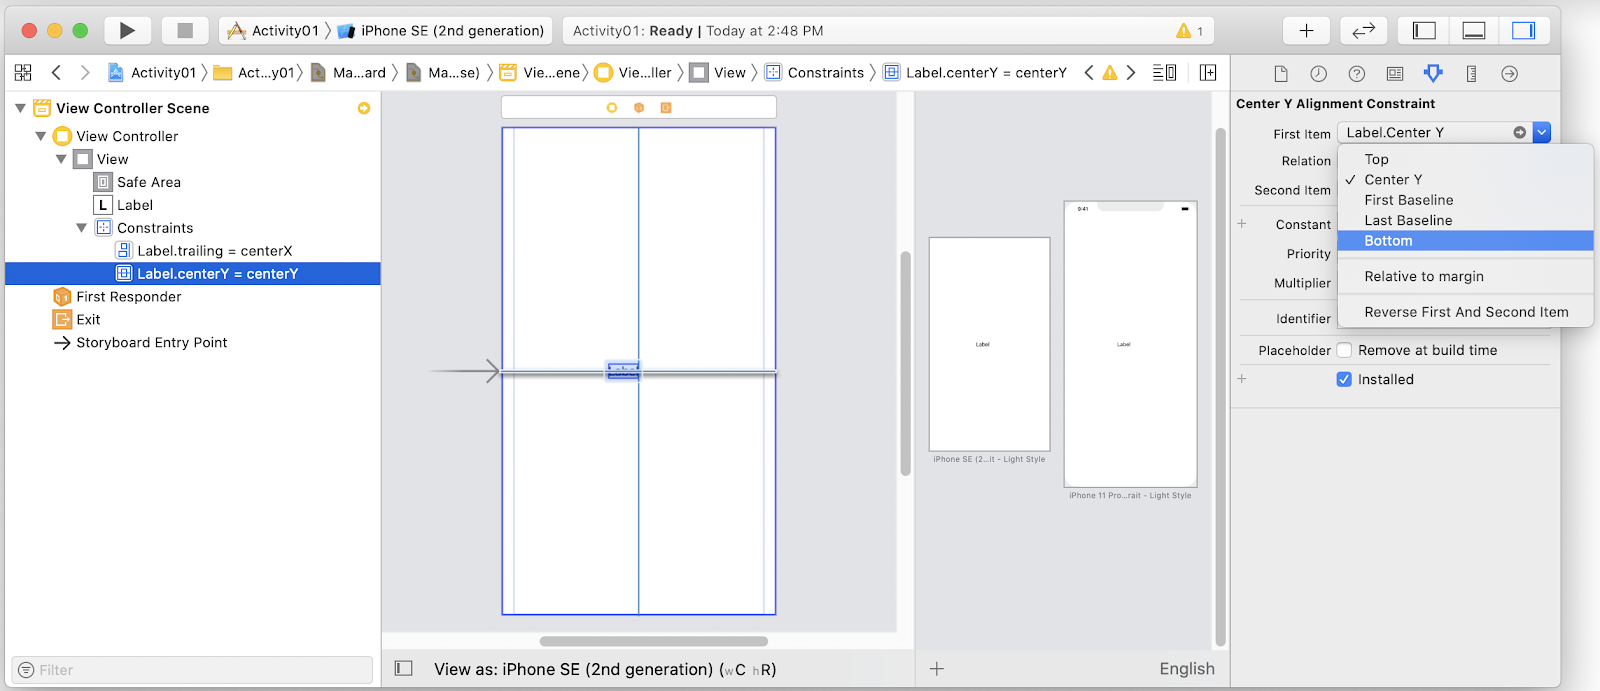 Activity01 〉 iPhone SE (2nd generation)
Activity01: Ready | Today at 2:48 PM
1
Activity01 〉 Act...y01 〉 Ma...ard 〉 Ma...se) 〉 Vie...ene 〉 Vie...ller 〉 View 〉 Constraints 〉 Label.centerY = centerY
View Controller Scene
View Controller
View
Safe Area
L Label
Constraints
Label.trailing = centerX
Label.centerY = centerY
First Responder
Exit
Storyboard Entry Point
Filter
Label
View as: iPhone SE (2nd generation) (wC hR)
9:41
Label
Label
iPhone SE (2...it - Light Style
iPhone 11 Pro...rait - Light Style
English
Center Y Alignment Constraint
First Item Label.Center Y
Relation
Second Item
Constant
Priority
Multiplier
Identifier
Top
✓ Center Y
First Baseline
Last Baseline
Bottom
Relative to margin
Reverse First And Second Item
Placeholder Remove at build time
Installed